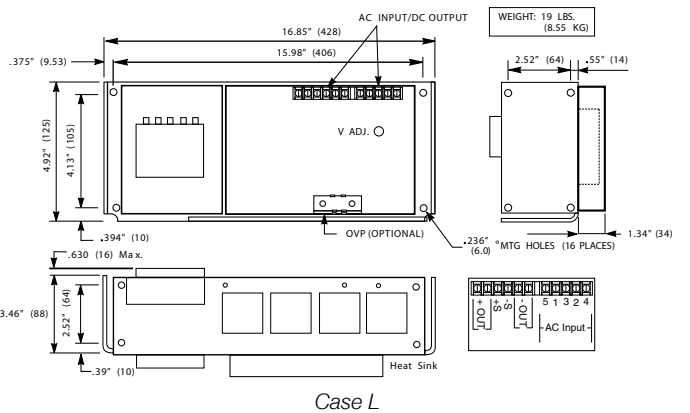 AC INPUT/DC OUTPUT
WEIGHT: 19 LBS.
(8.55 KG)
16.85" (428)
15.98" (406)
.375" (9.53)
2.52" (64)
.55" (14)
4.92" (125)
4.13" (105)
V ADJ.
.394" (10)
OVP (OPTIONAL)
.236" MTG HOLES (16 PLACES)
(6.0)
1.34" (34)
.630 (16) Max.
3.46" (88)
2.52" (64)
.39" (10)
Heat Sink
+ OUT
+S
-S
- OUT
5 1 3 2 4
AC Input
Case L